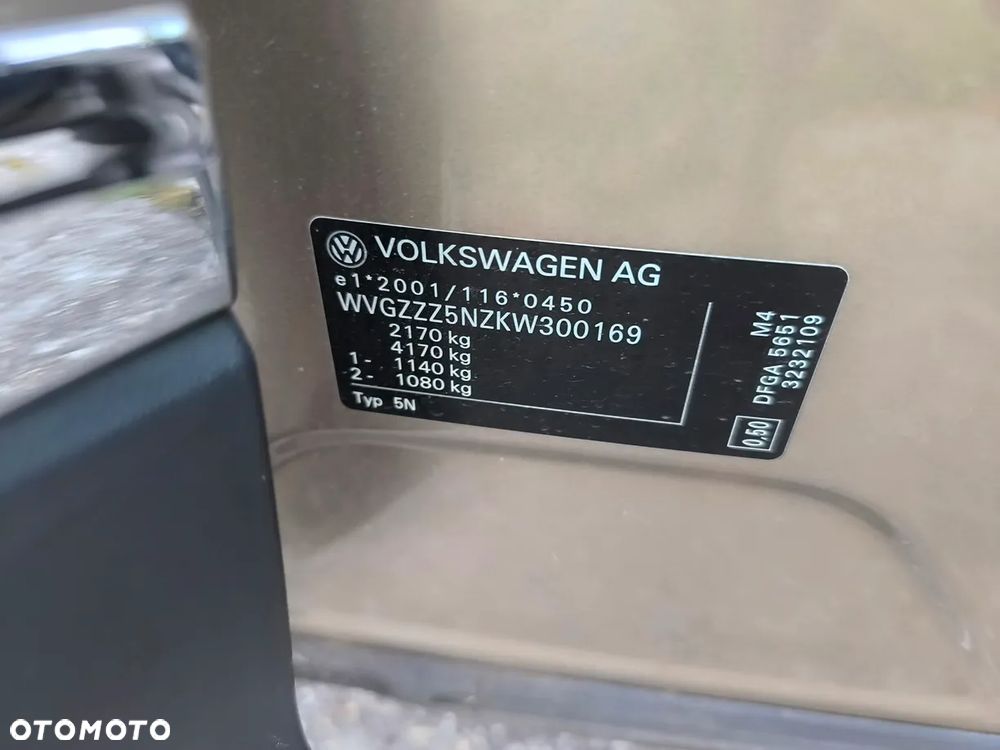 VOLKSWAGEN AG
e1*2001/116*0450
WVGZZZ5NZKW300169
2170 kg
4170 kg
1- 1140 kg
2- 1080 kg
Typ 5N
M4
DFGA 5651
3232109
0,50
OTOMOTO